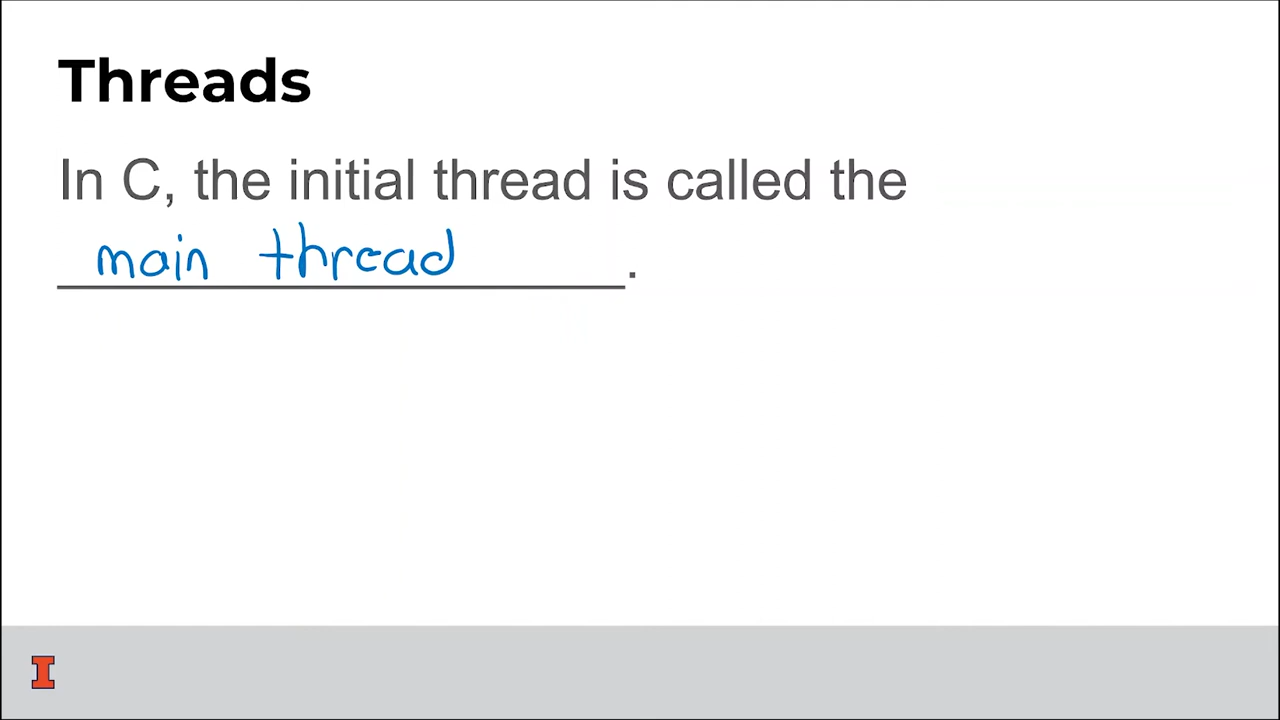 Threads
In C, the initial thread is called the
main thread.